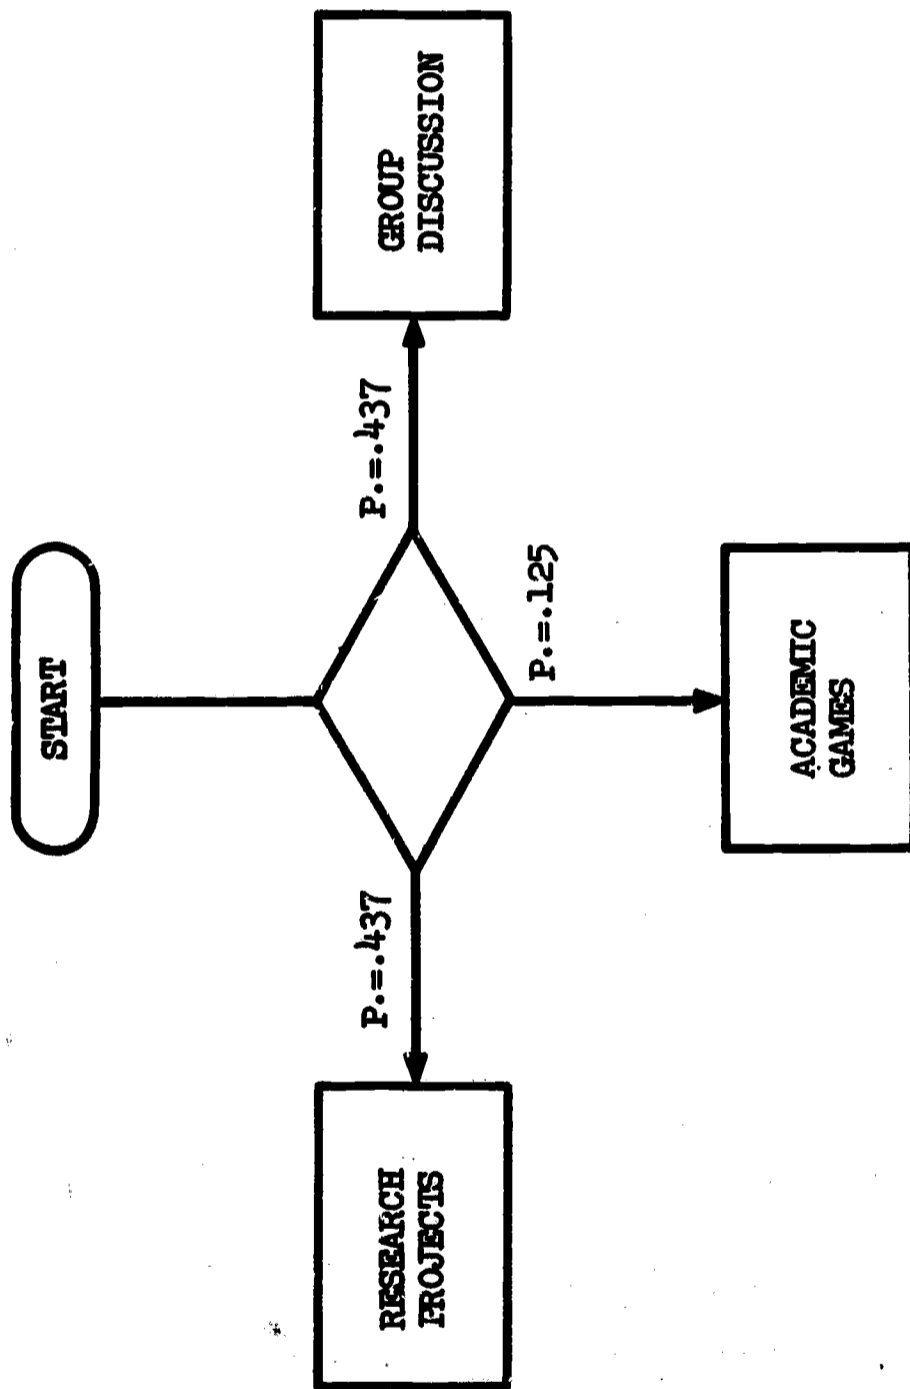 START
P.=.437
P.=.437
RESEARCH
PROJECTS
GROUP
DISCUSSION
P.=.125
ACADEMIC
GAMES